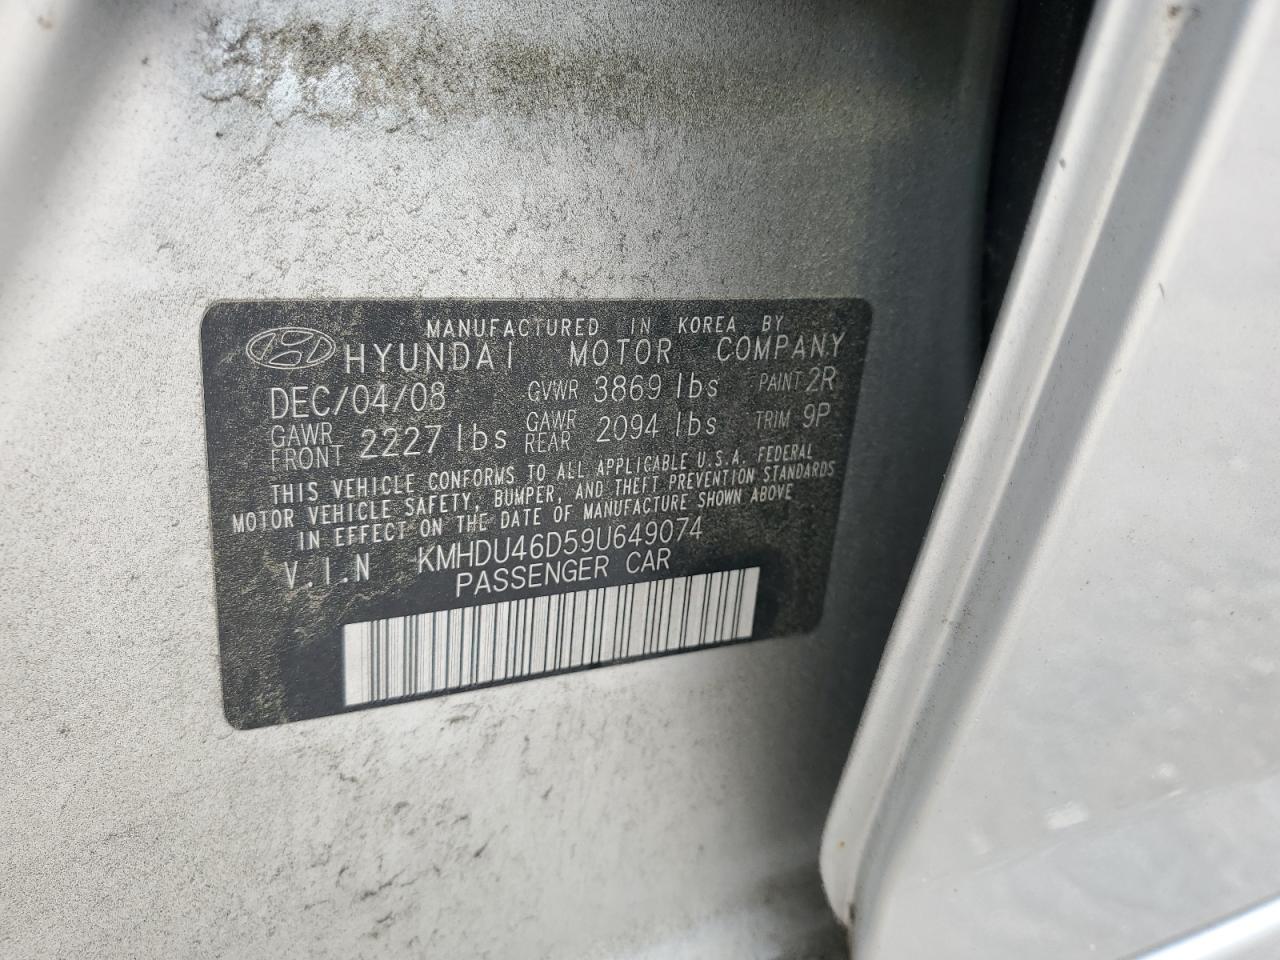 MANUFACTURED IN KOREA BY
HYUNDAI MOTOR COMPANY
DEC/04/08 GVWR 3869 lbs PAINT 2R
GAWR FRONT 2227 lbs GAWR REAR 2094 lbs TRIM 9P
THIS VEHICLE CONFORMS TO ALL APPLICABLE U.S.A. FEDERAL
MOTOR VEHICLE SAFETY, BUMPER, AND THEFT PREVENTION STANDARDS
IN EFFECT ON THE DATE OF MANUFACTURE SHOWN ABOVE
V.I.N KMHDU46D59U649074
PASSENGER CAR